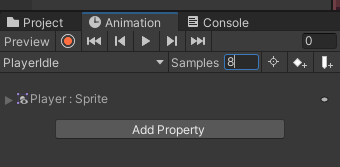 Project Animation Console
Preview 0
PlayerIdle Samples 8
Player : Sprite
Add Property